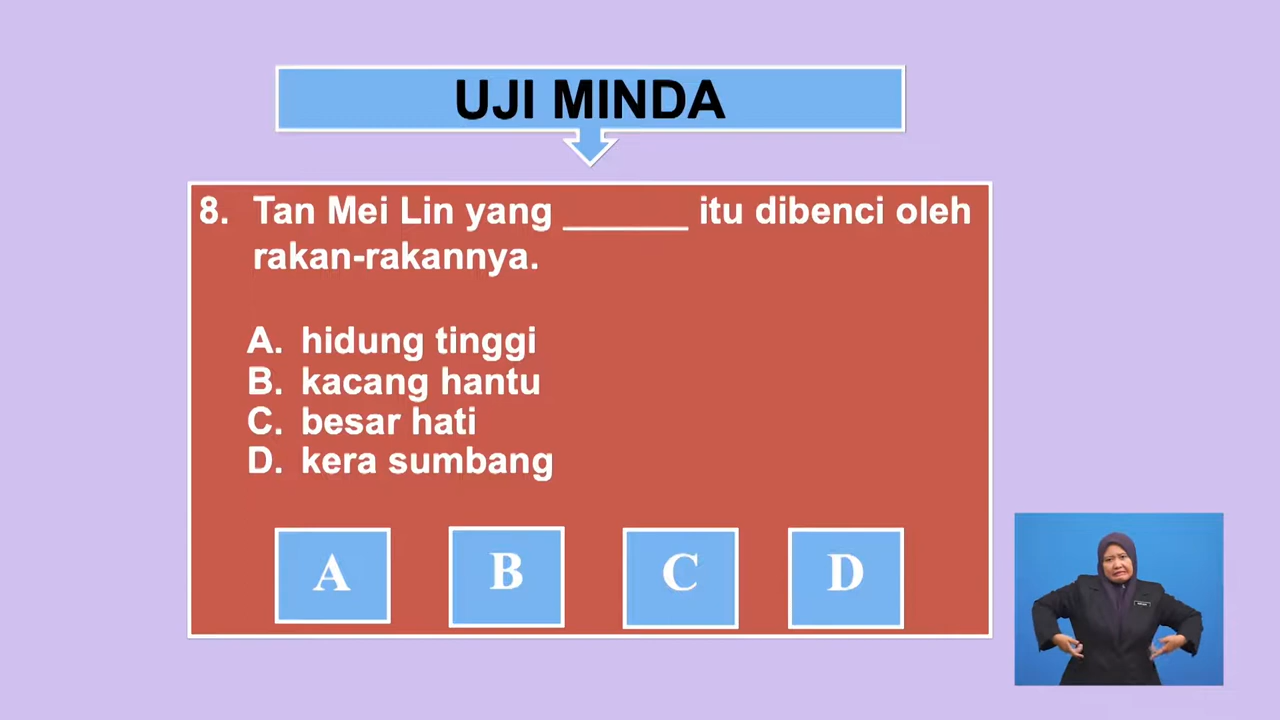 UJI MINDA
8. Tan Mei Lin yang ______ itu dibenci oleh
rakan-rakannya.
A. hidung tinggi
B. kacang hantu
C. besar hati
D. kera sumbang
A B C D